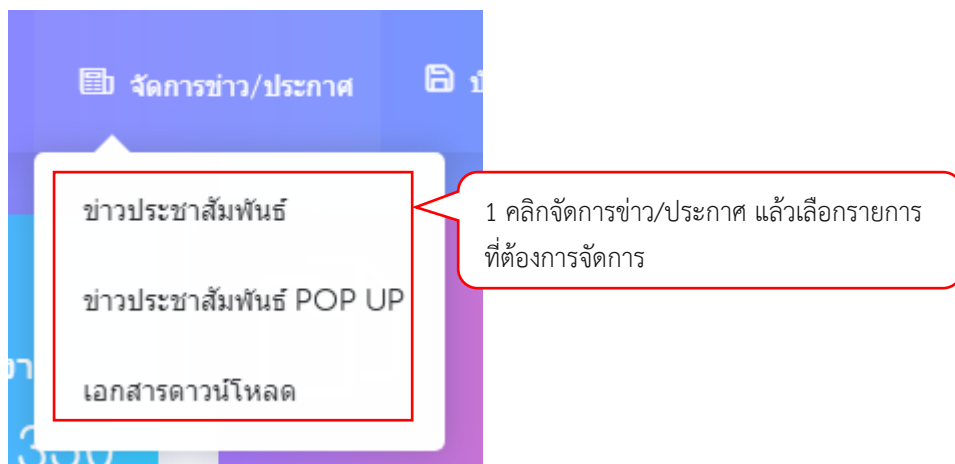 จัดการข่าว/ประกาศ
ข่าวประชาสัมพันธ์
1 คลิกจัดการข่าว/ประกาศ แล้วเลือกรายการ
ที่ต้องการจัดการ
ข่าวประชาสัมพันธ์ POP UP
เอกสารดาวน์โหลด